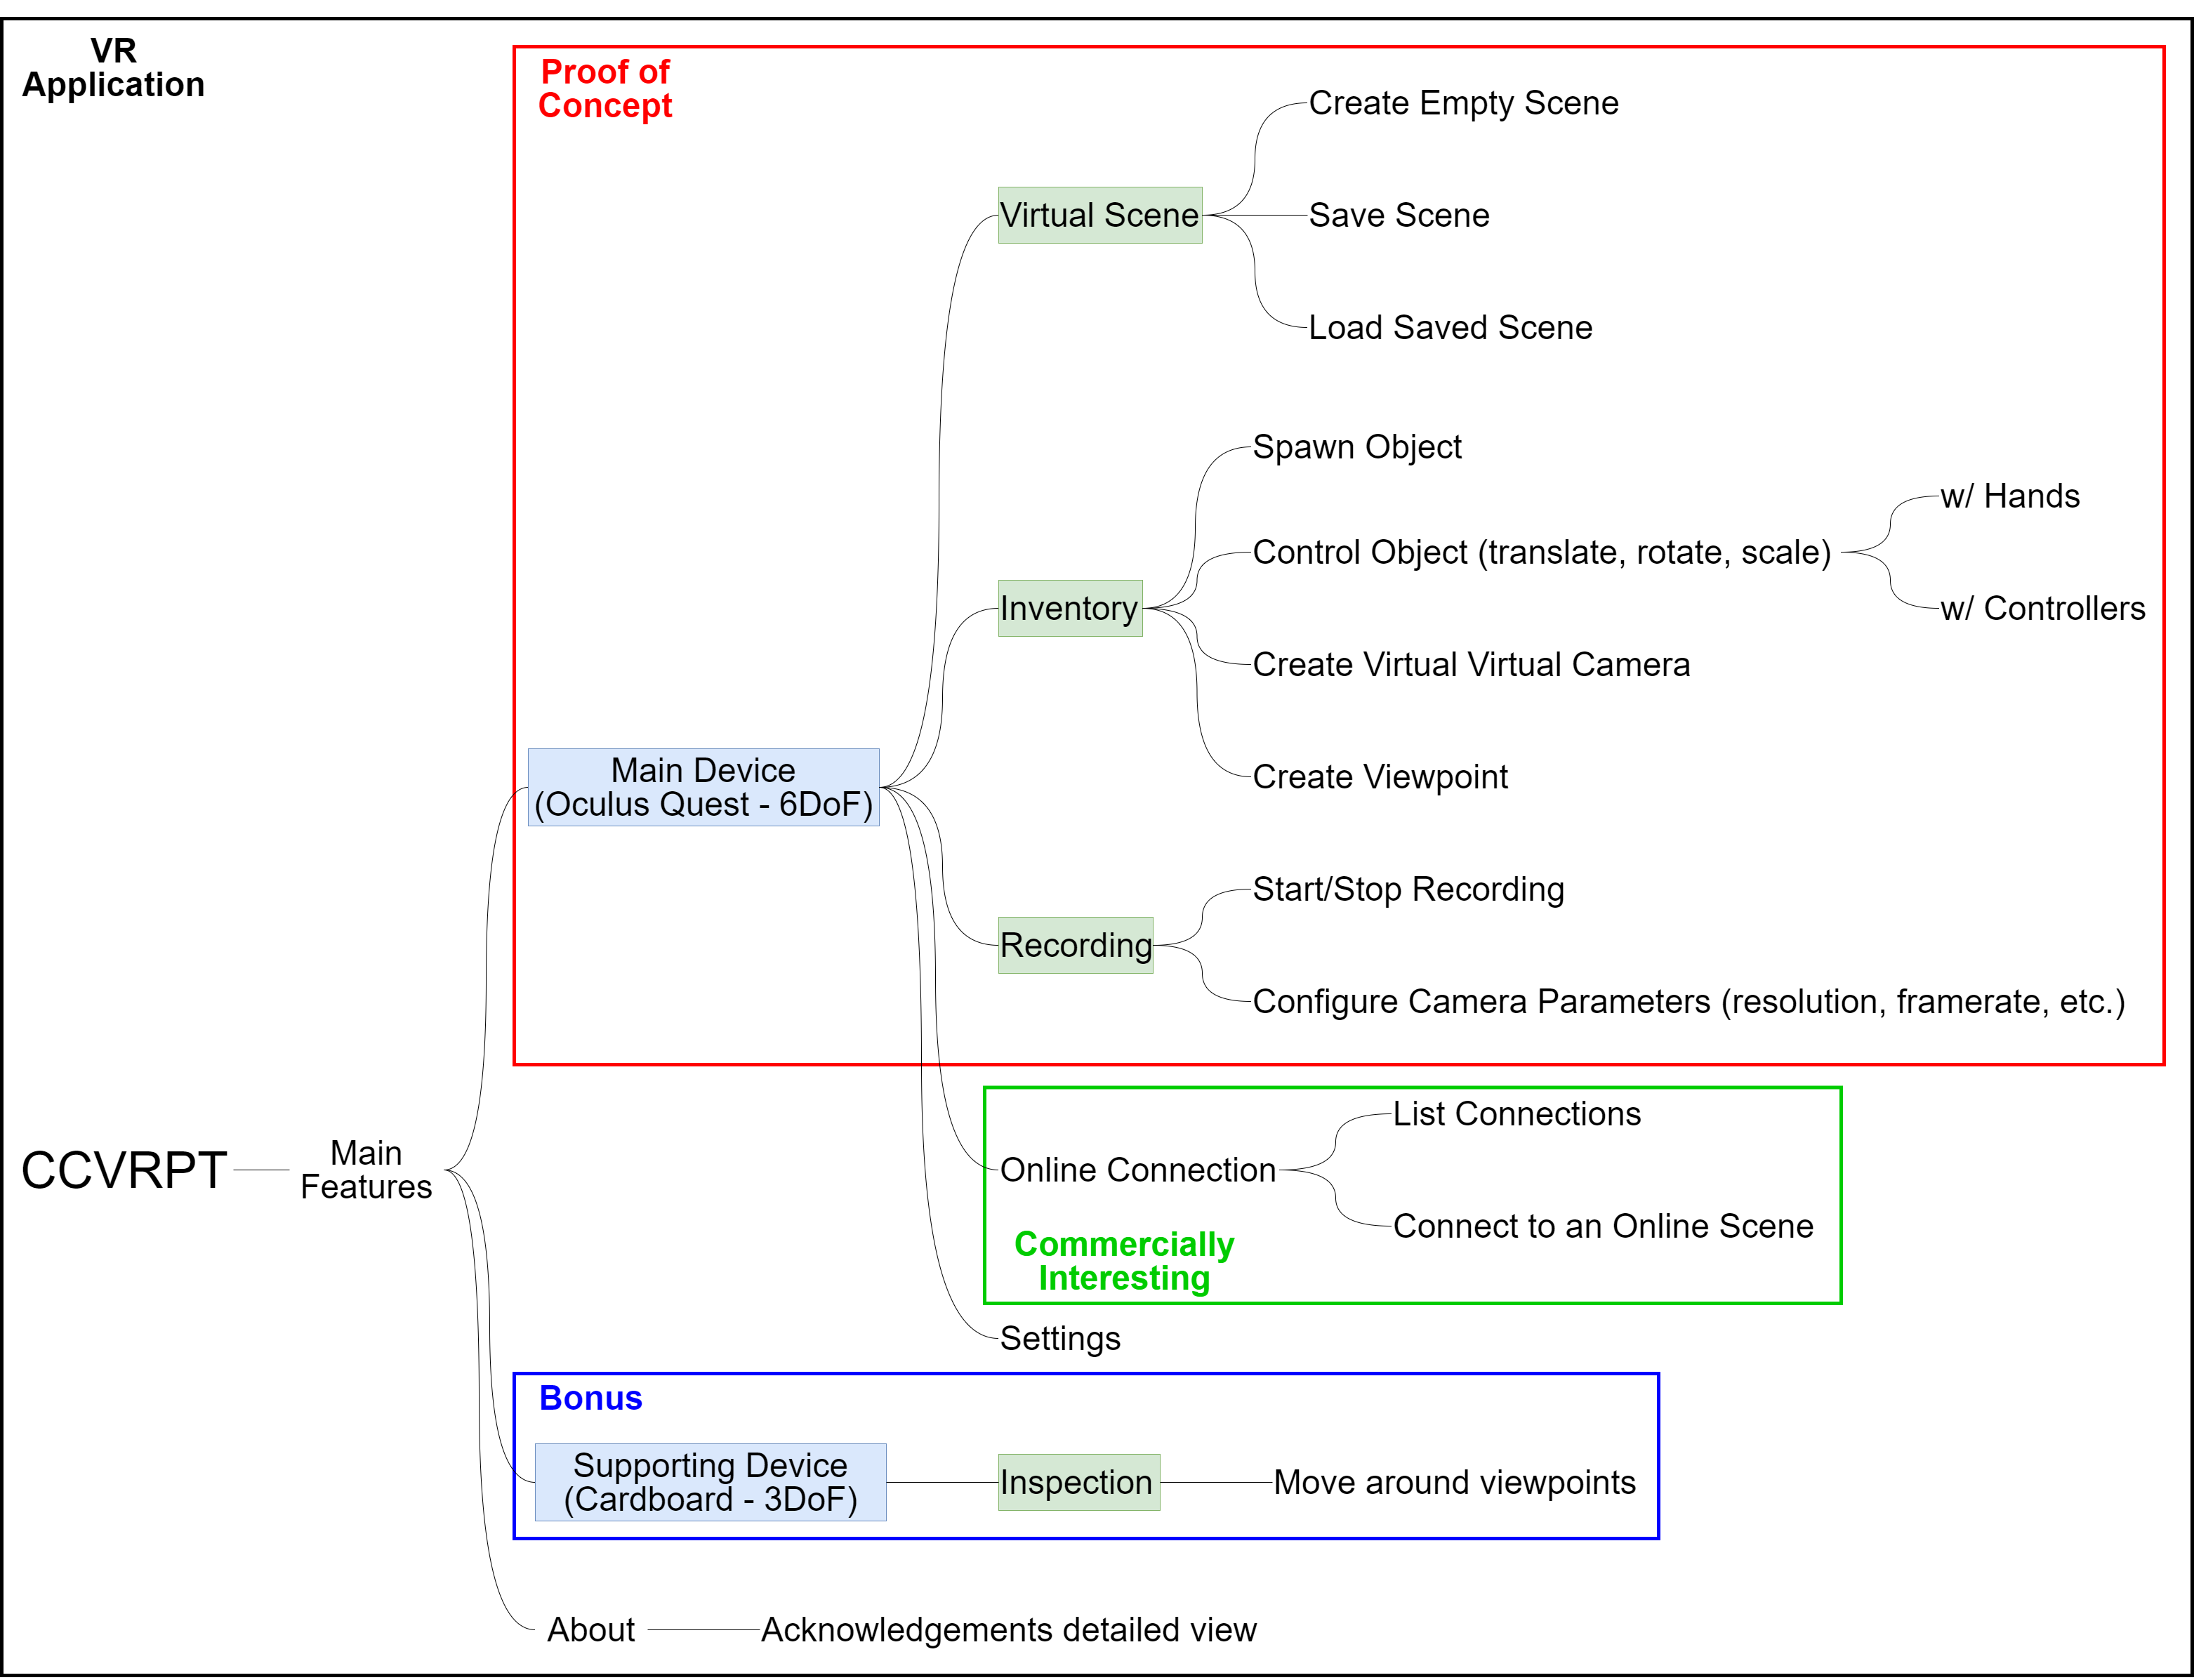 VR
Application
Proof of
Concept
Create Empty Scene
Virtual Scene
Save Scene
Load Saved Scene
Spawn Object
w/ Hands
Control Object (translate, rotate, scale)
Inventory
w/ Controllers
Create Virtual Virtual Camera
Main Device
(Oculus Quest - 6DoF)
Create Viewpoint
Start/Stop Recording
Recording
Configure Camera Parameters (resolution, framerate, etc.)
CCVRPT
Main
Features
List Connections
Online Connection
Connect to an Online Scene
Commercially
Interesting
Settings
Bonus
Supporting Device
(Cardboard - 3DoF)
Inspection
Move around viewpoints
About
Acknowledgements detailed view